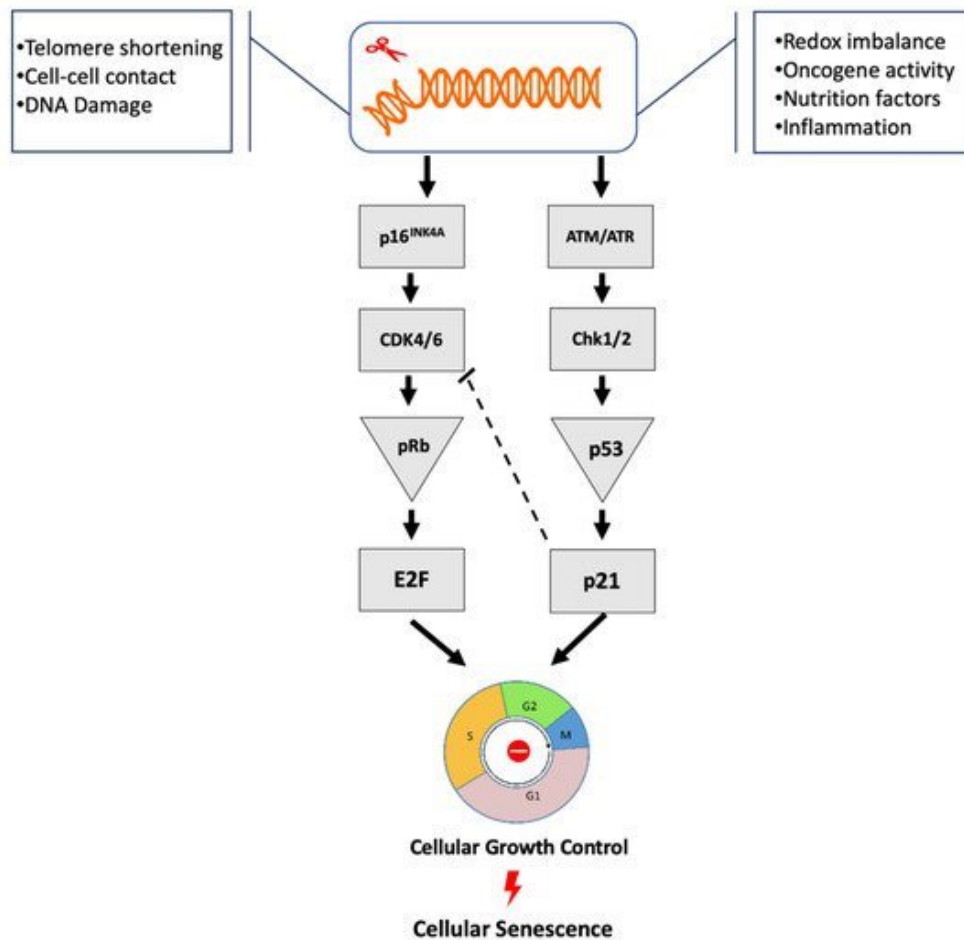 •Telomere shortening
•Cell-cell contact
•DNA Damage
•Redox imbalance
•Oncogene activity
•Nutrition factors
•Inflammation
p16INK4A
ATM/ATR
CDK4/6
Chk1/2
pRb
p53
E2F
p21
G2
S
M
G1
Cellular Growth Control
Cellular Senescence